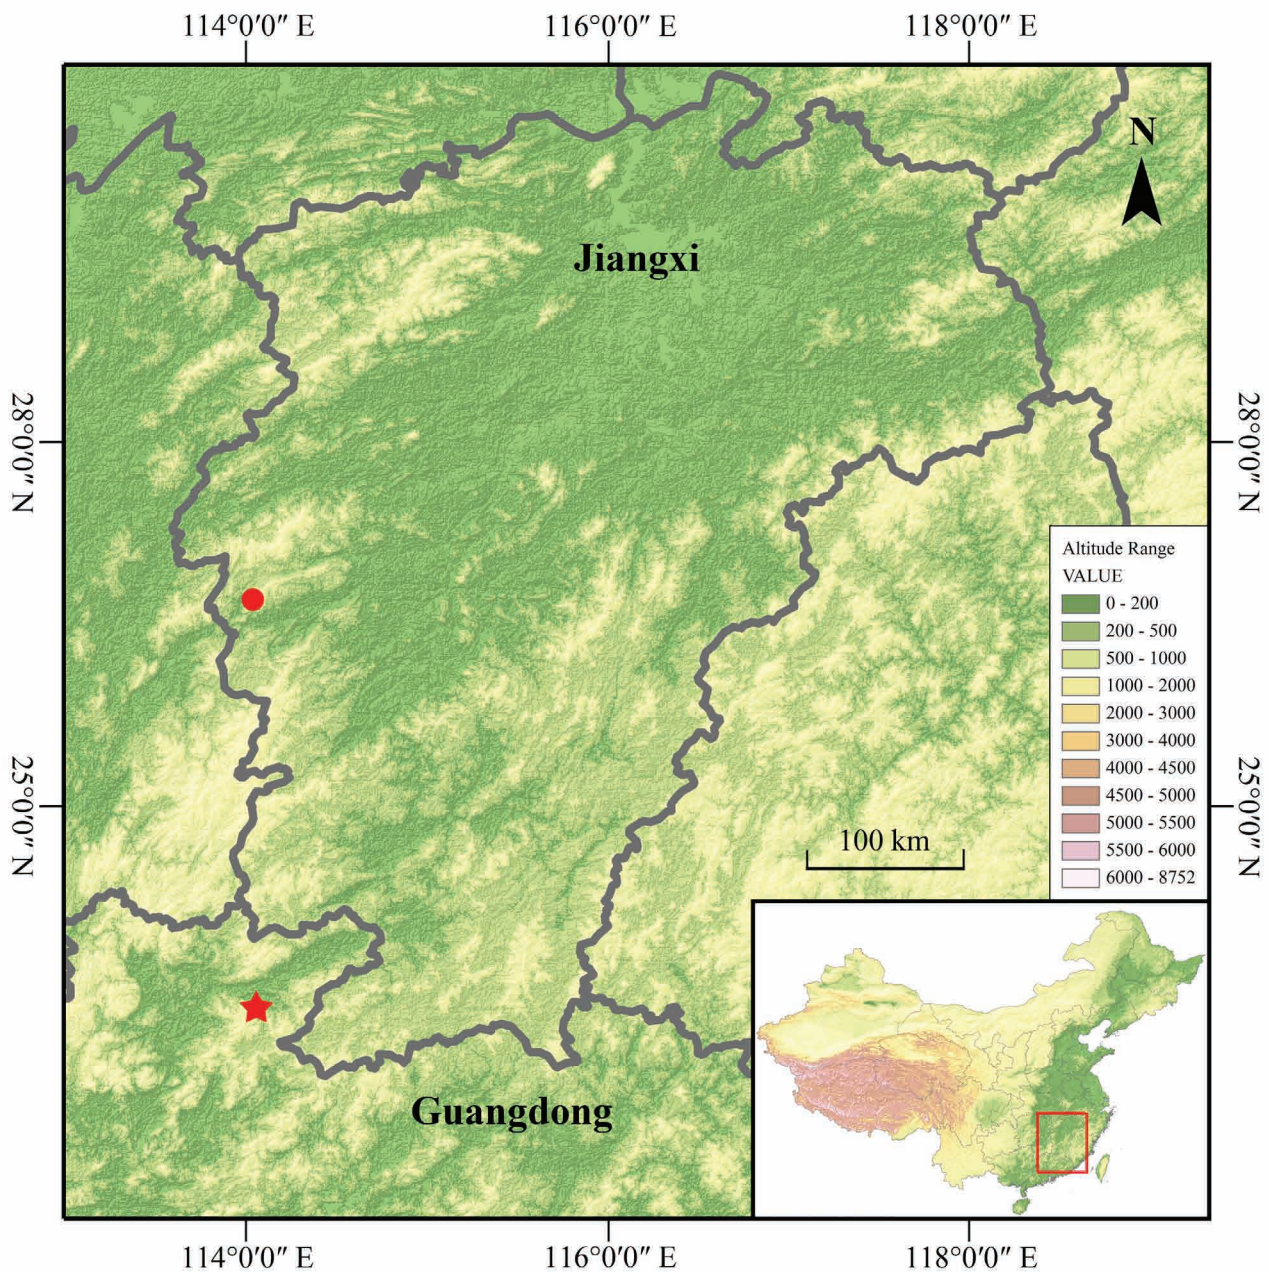 114°0′0″ E
116°0′0″ E
118°0′0″ E
N
Jiangxi
28°0′0″ N
28°0′0″ N
Altitude Range
VALUE
0 - 200
200 - 500
500 - 1000
1000 - 2000
2000 - 3000
3000 - 4000
4000 - 4500
4500 - 5000
5000 - 5500
5500 - 6000
6000 - 8752
25°0′0″ N
25°0′0″ N
100 km
Guangdong
114°0′0″ E
116°0′0″ E
118°0′0″ E